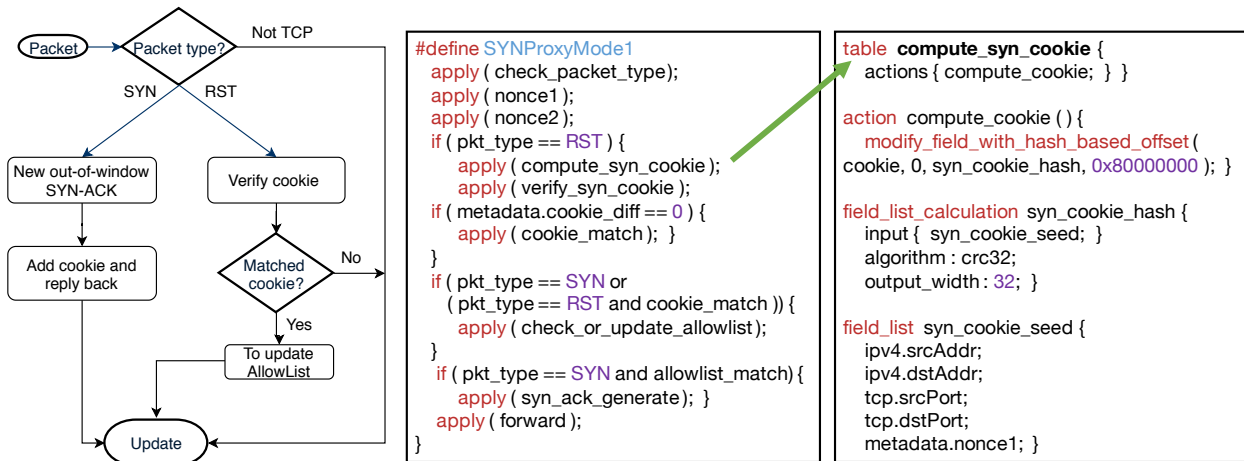 Packet
Packet type?
Not TCP
SYN
RST
New out-of-window
SYN-ACK
Verify cookie
Add cookie and
reply back
Matched
cookie?
No
Yes
To update
AllowList
Update
#define SYNProxyMode1
apply ( check_packet_type);
apply ( nonce1 );
apply ( nonce2 );
if ( pkt_type == RST ) {
apply ( compute_syn_cookie );
apply ( verify_syn_cookie );
if ( metadata.cookie_diff == 0 ) {
apply ( cookie_match ); }
}
if ( pkt_type == SYN or
( pkt_type == RST and cookie_match )) {
apply ( check_or_update_allowlist );
}
if ( pkt_type == SYN and allowlist_match) {
apply ( syn_ack_generate ); }
apply ( forward );
}
table compute_syn_cookie {
actions { compute_cookie; } }
action compute_cookie ( ) {
modify_field_with_hash_based_offset (
cookie, 0, syn_cookie_hash, 0x80000000 ); }
field_list_calculation syn_cookie_hash {
input { syn_cookie_seed; }
algorithm : crc32;
output_width : 32; }
field_list syn_cookie_seed {
ipv4.srcAddr;
ipv4.dstAddr;
tcp.srcPort;
tcp.dstPort;
metadata.nonce1; }